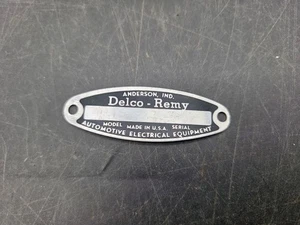 ANDERSON, IND.
Delco - Remy
MODEL MADE IN U.S.A. SERIAL
AUTOMOTIVE ELECTRICAL EQUIPMENT